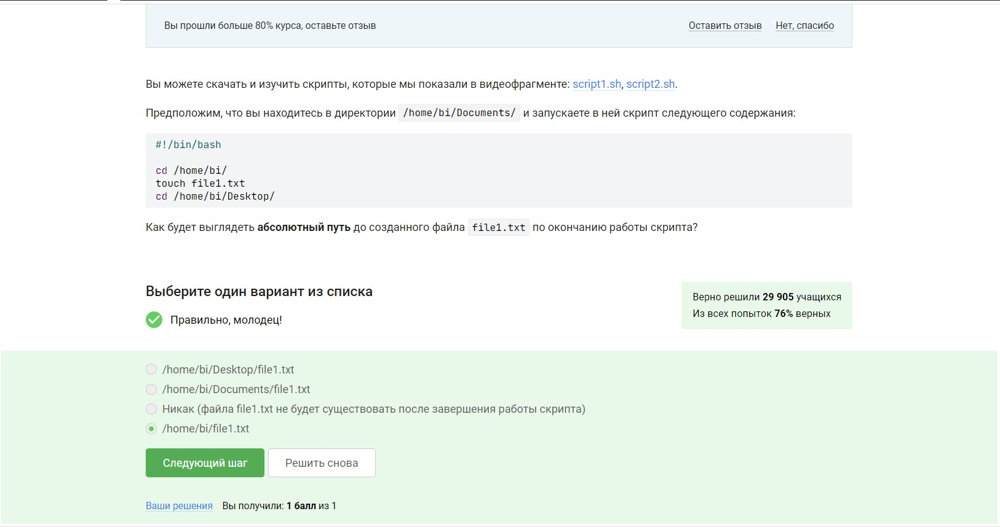 Вы прошли больше 80% курса, оставьте отзыв Оставить отзыв Нет, спасибо
Вы можете скачать и изучить скрипты, которые мы показали в видеофрагменте: script1.sh, script2.sh.
Предположим, что вы находитесь в директории /home/bi/Documents/ и запускаете в ней скрипт следующего содержания:
#!/bin/bash
cd /home/bi/
touch file1.txt
cd /home/bi/Desktop/
Как будет выглядеть абсолютный путь до созданного файла file1.txt по окончанию работы скрипта?
Выберите один вариант из списка
Правильно, молодец!
Верно решили 29 905 учащихся
Из всех попыток 76% верных
/home/bi/Desktop/file1.txt
/home/bi/Documents/file1.txt
Никак (файла file1.txt не будет существовать после завершения работы скрипта)
/home/bi/file1.txt
Следующий шаг Решить снова
Ваши решения Вы получили: 1 балл из 1